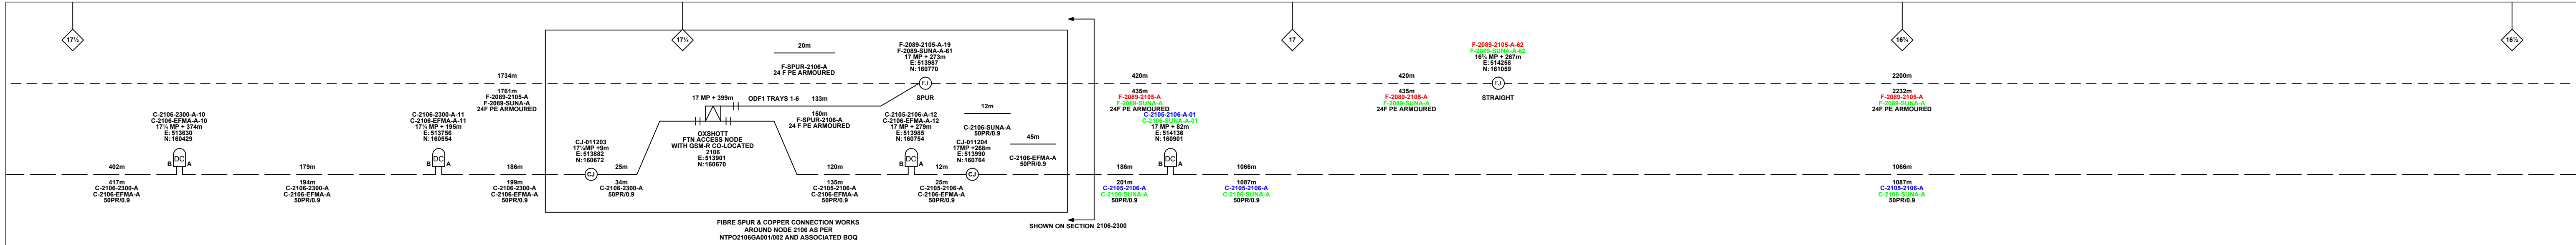 17½
17¼
17
16¾
16½
1734m
1761m
F-2089-2105-A
F-2089-SUNA-A
24F PE ARMOURED
C-2106-2300-A-10
C-2106-EFMA-A-10
17¼ MP + 374m
E: 513630
N: 160429
B DC A
402m
417m
C-2106-2300-A
C-2106-EFMA-A
50PR/0.9
179m
194m
C-2106-2300-A
C-2106-EFMA-A
50PR/0.9
C-2106-2300-A-11
C-2106-EFMA-A-11
17¼ MP + 195m
E: 513756
N: 160554
B DC A
186m
199m
C-2106-2300-A
C-2106-EFMA-A
50PR/0.9
CJ-011203
17¼MP +9m
E: 513882
N: 160672
CJ
25m
34m
C-2106-2300-A
50PR/0.9
17 MP + 399m
ODF1 TRAYS 1-6
OXSHOTT
FTN ACCESS NODE
WITH GSM-R CO-LOCATED
2106
E: 513901
N: 160670
20m
F-SPUR-2106-A
24 F PE ARMOURED
133m
150m
F-SPUR-2106-A
24 F PE ARMOURED
F-2089-2105-A-19
F-2089-SUNA-A-61
17 MP + 273m
E: 513987
N: 160770
FJ
SPUR
C-2105-2106-A-12
C-2106-EFMA-A-12
17 MP + 279m
E: 513985
N: 160754
B DC A
120m
135m
C-2105-2106-A
C-2106-EFMA-A
50PR/0.9
12m
25m
C-2105-2106-A
C-2106-EFMA-A
50PR/0.9
CJ-011204
17MP +268m
E: 513990
N: 160764
CJ
12m
C-2106-SUNA-A
50PR/0.9
45m
C-2106-EFMA-A
50PR/0.9
FIBRE SPUR & COPPER CONNECTION WORKS
AROUND NODE 2106 AS PER
NTPO2106GA001/002 AND ASSOCIATED BOQ
SHOWN ON SECTION 2106-2300
420m
435m
F-2089-2105-A
F-2089-SUNA-A
24F PE ARMOURED
C-2105-2106-A-01
C-2106-SUNA-A-01
17 MP + 82m
E: 514136
N: 160901
B DC A
186m
201m
C-2105-2106-A
C-2106-SUNA-A
50PR/0.9
1066m
1087m
C-2105-2106-A
C-2106-SUNA-A
50PR/0.9
420m
435m
F-2089-2105-A
F-2089-SUNA-A
24F PE ARMOURED
F-2089-2105-A-62
F-2089-SUNA-A-62
16¾ MP + 267m
E: 514258
N: 161059
FJ
STRAIGHT
2200m
2232m
F-2089-2105-A
F-2089-SUNA-A
24F PE ARMOURED
1066m
1087m
C-2105-2106-A
C-2106-SUNA-A
50PR/0.9